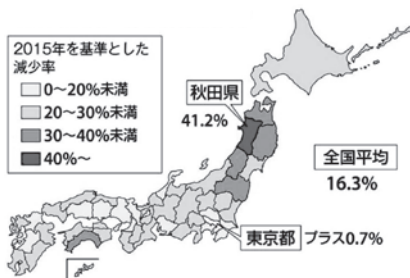 2015年を基準とした
減少率
0〜20%未満
20〜30%未満
30〜40%未満
40%〜
秋田県
41.2%
全国平均
16.3%
東京都 プラス0.7%